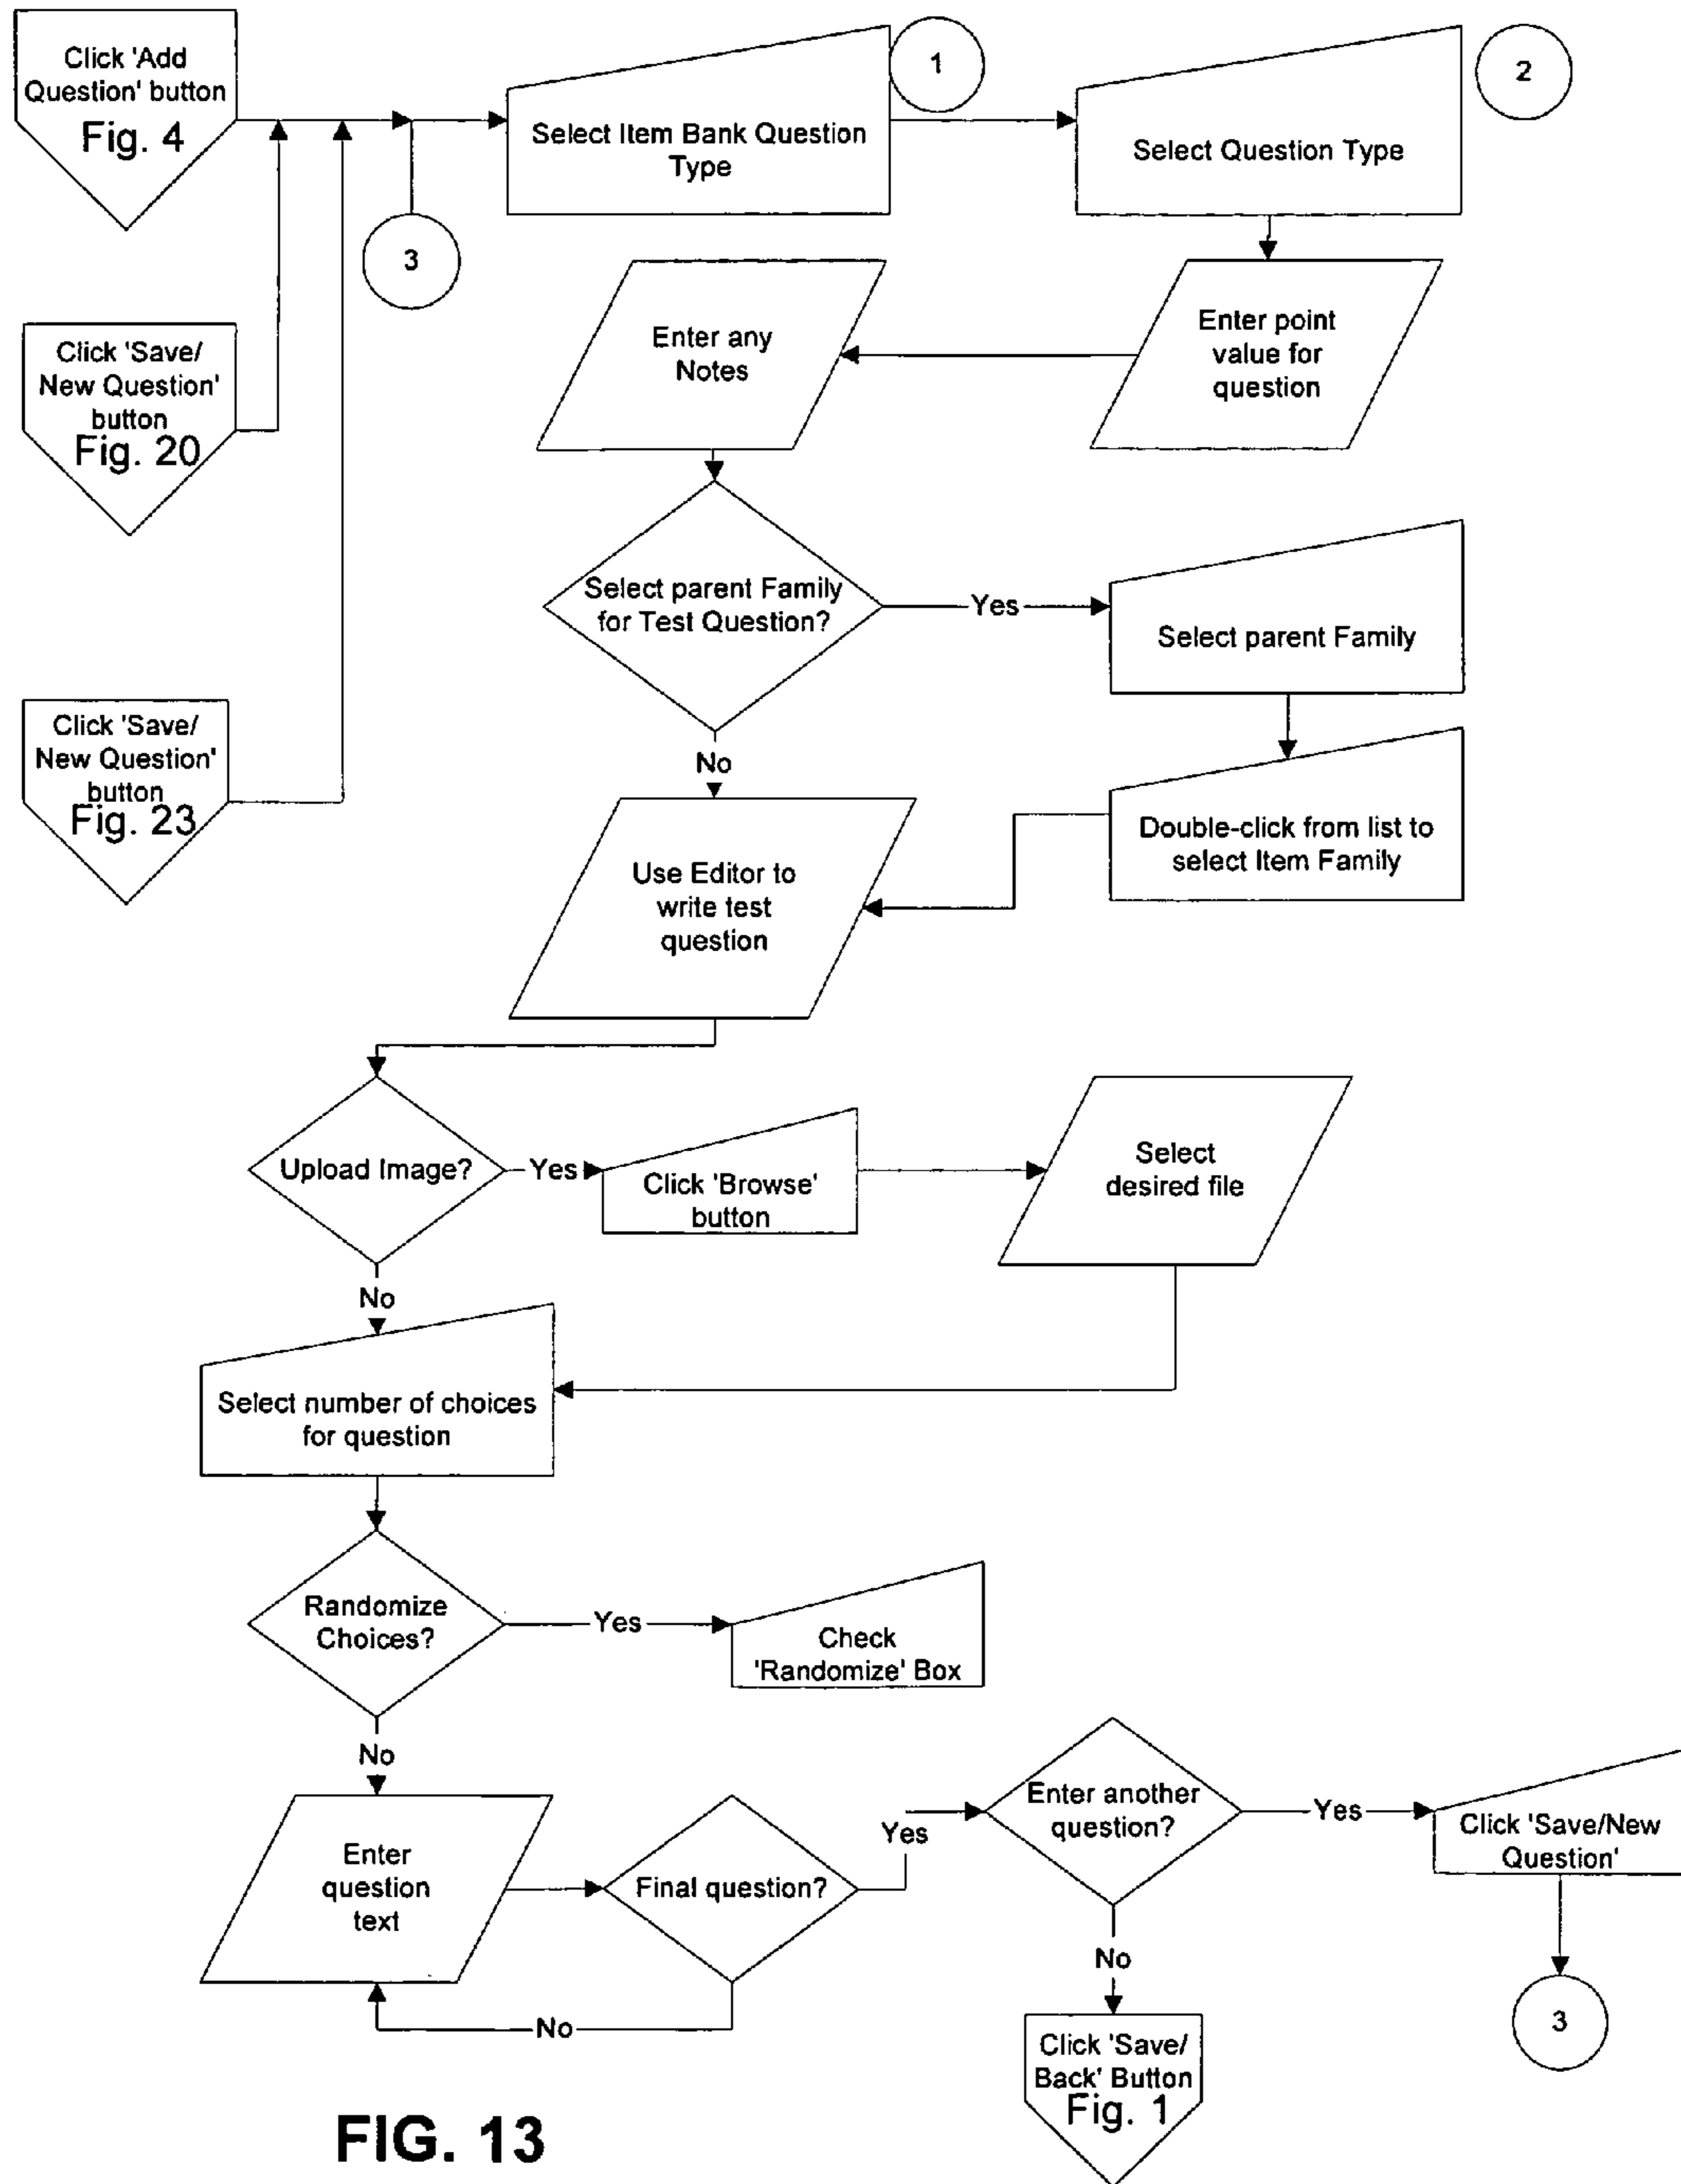 Click 'Add
Question' button
Fig. 4
1
2
Select Item Bank Question
Type
Select Question Type
3
Click 'Save/
New Question'
button
Fig. 20
Enter any
Notes
Enter point
value for
question
Select parent Family
for Test Question?
Yes
Select parent Family
No
Click 'Save/
New Question'
button
Fig. 23
Double-click from list to
select Item Family
Use Editor to
write test
question
Upload Image?
Yes
Click 'Browse'
button
Select
desired file
No
Select number of choices
for question
Randomize
Choices?
Yes
Check
'Randomize' Box
No
Enter
question
text
Final question?
Yes
No
Enter another
question?
Yes
Click 'Save/New
Question'
No
3
Click 'Save/
Back' Button
Fig. 1
FIG. 13